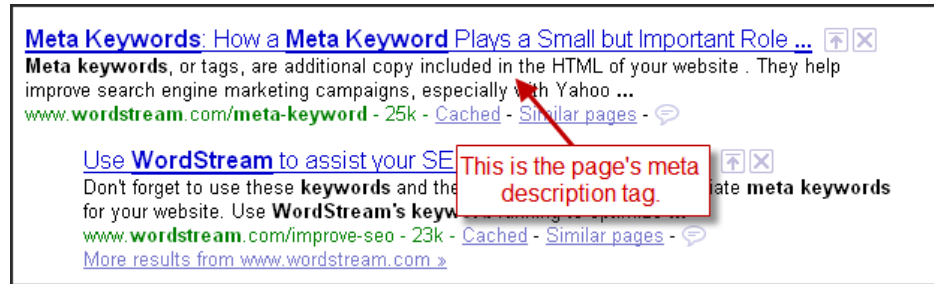 Meta Keywords: How a Meta Keyword Plays a Small but Important Role ...
Meta keywords, or tags, are additional copy included in the HTML of your website . They help
improve search engine marketing campaigns, especially with Yahoo ...
www.wordstream.com/meta-keyword - 25k - Cached - Similar pages -
Use WordStream to assist your SE
This is the page's meta
description tag.
Don't forget to use these keywords and the iate meta keywords
for your website. Use WordStream's keyw
www.wordstream.com/improve-seo - 23k - Cached - Similar pages -
More results from www.wordstream.com »